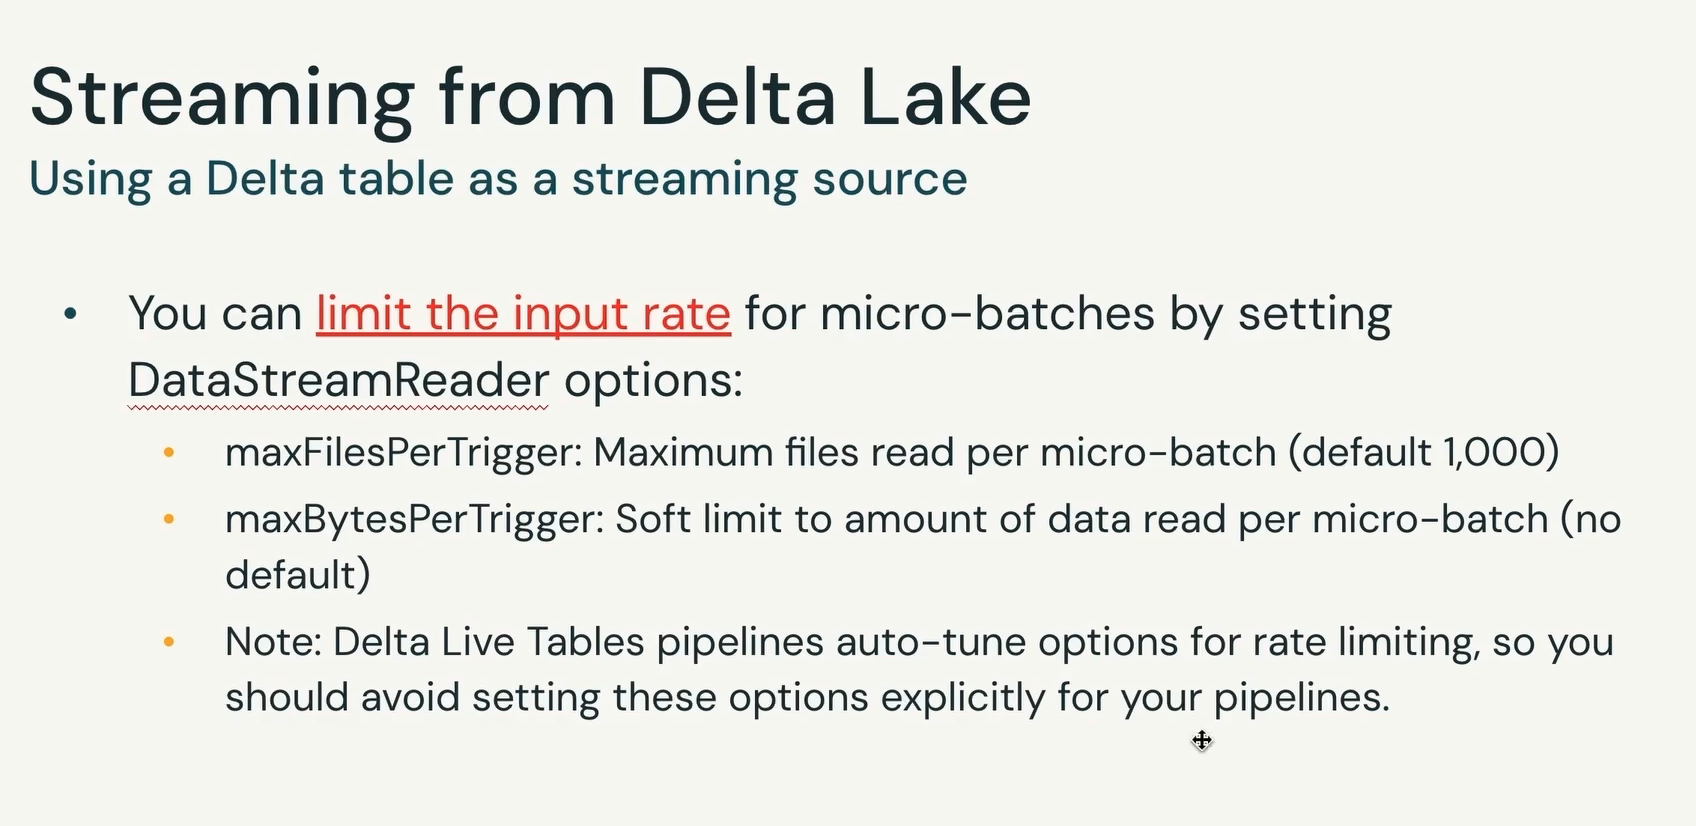 Streaming from Delta Lake
Using a Delta table as a streaming source
• You can limit the input rate for micro-batches by setting
DataStreamReader options:
• maxFilesPerTrigger: Maximum files read per micro-batch (default 1,000)
• maxBytesPerTrigger: Soft limit to amount of data read per micro-batch (no
default)
• Note: Delta Live Tables pipelines auto-tune options for rate limiting, so you
should avoid setting these options explicitly for your pipelines.